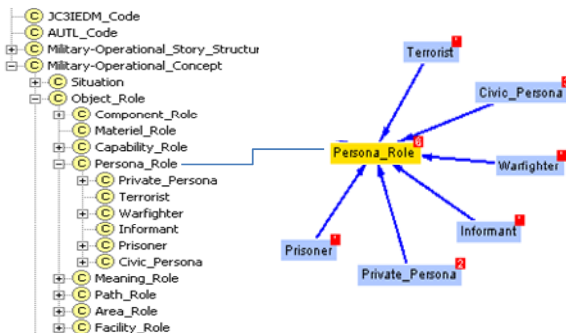 JC3IEDM_Code
AUTL_Code
Military-Operational_Story_Structur
Military-Operational_Concept
Situation
Object_Role
Component_Role
Materiel_Role
Capability_Role
Persona_Role
Private_Persona
Terrorist
Warfighter
Informant
Prisoner
Civic_Persona
Meaning_Role
Path_Role
Area_Role
Facility_Role
Terrorist
Civic_Persona
Persona_Role
6
Warfighter
Informant
Prisoner
Private_Persona
2